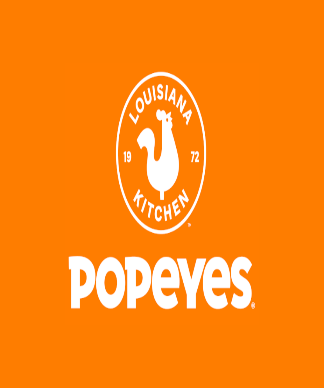 LOUISIANA
19 72
KITCHEN
POPEYES